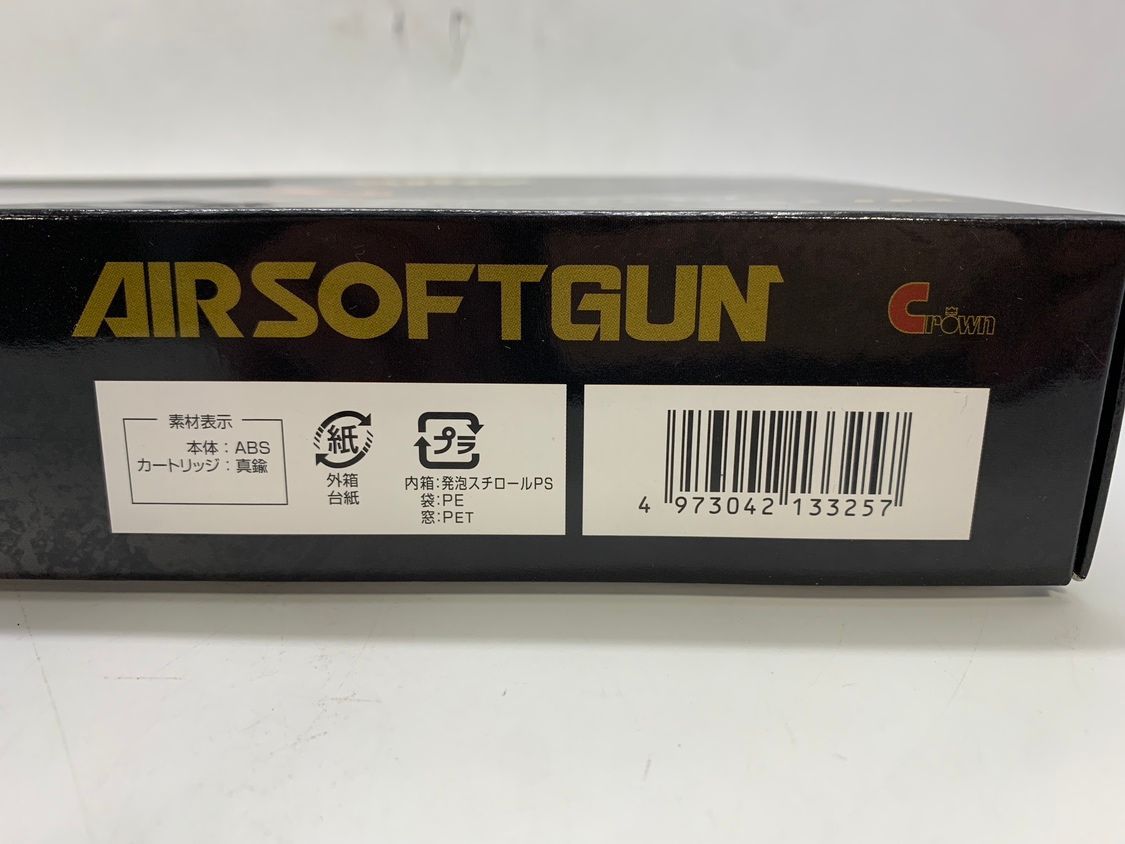 AIRSOFTGUN
Crown
素材表示
本体：ABS
カートリッジ：真鍮
紙
外箱
台紙
プラ
内箱：発泡スチロールPS
袋：PE
窓：PET
4 973042 133257